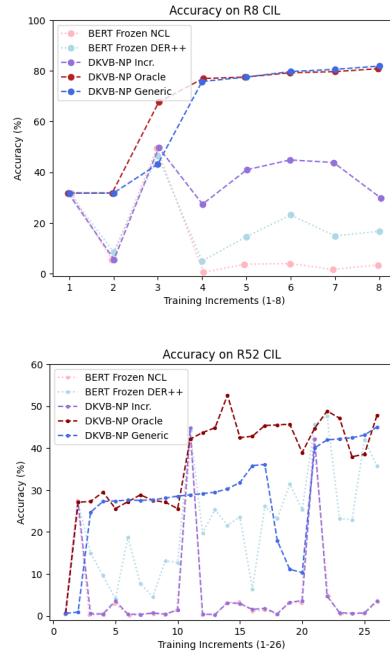 Accuracy on R8 CIL
BERT Frozen NCL
BERT Frozen DER++
DKVB-NP Incr.
DKVB-NP Oracle
DKVB-NP Generic
Accuracy (%)
100
80
60
40
20
0
1 2 3 4 5 6 7 8
Training Increments (1-8)
Accuracy on R52 CIL
BERT Frozen NCL
BERT Frozen DER++
DKVB-NP Incr.
DKVB-NP Oracle
DKVB-NP Generic
Accuracy (%)
60
50
40
30
20
10
0
5 10 15 20 25
Training Increments (1-26)